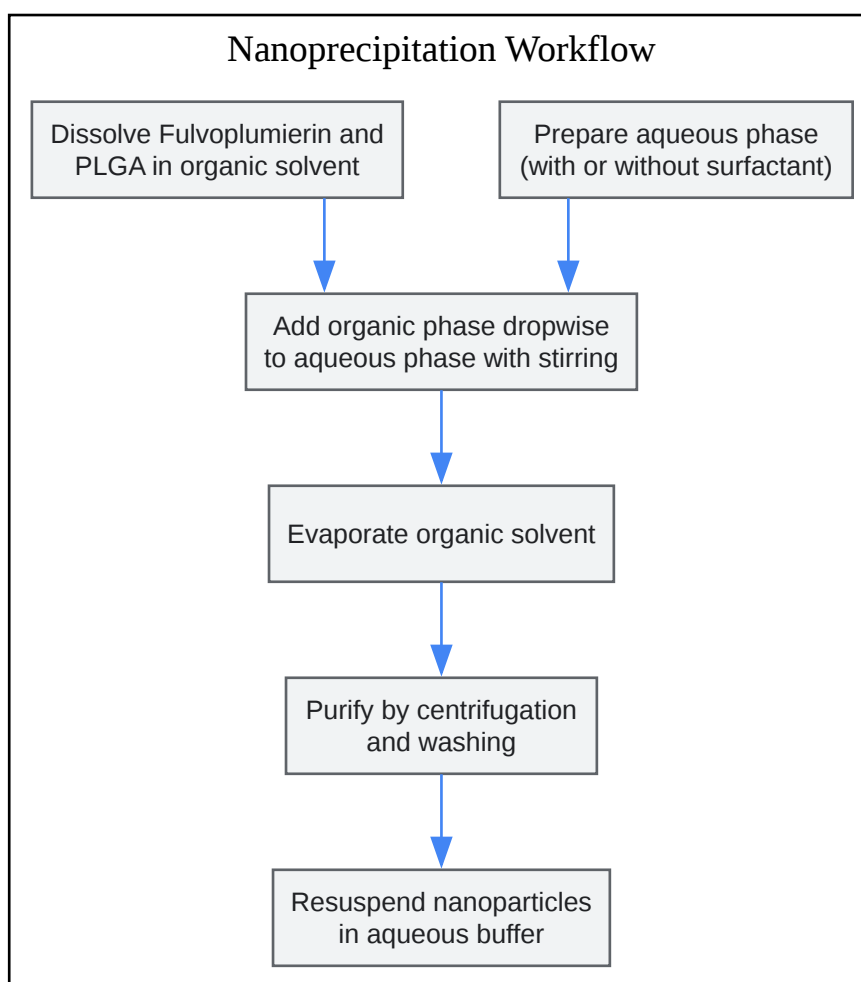 Nanoprecipitation Workflow
Dissolve Fulvoplumierin and
PLGA in organic solvent
Prepare aqueous phase
(with or without surfactant)
Add organic phase dropwise
to aqueous phase with stirring
Evaporate organic solvent
Purify by centrifugation
and washing
Resuspend nanoparticles
in aqueous buffer